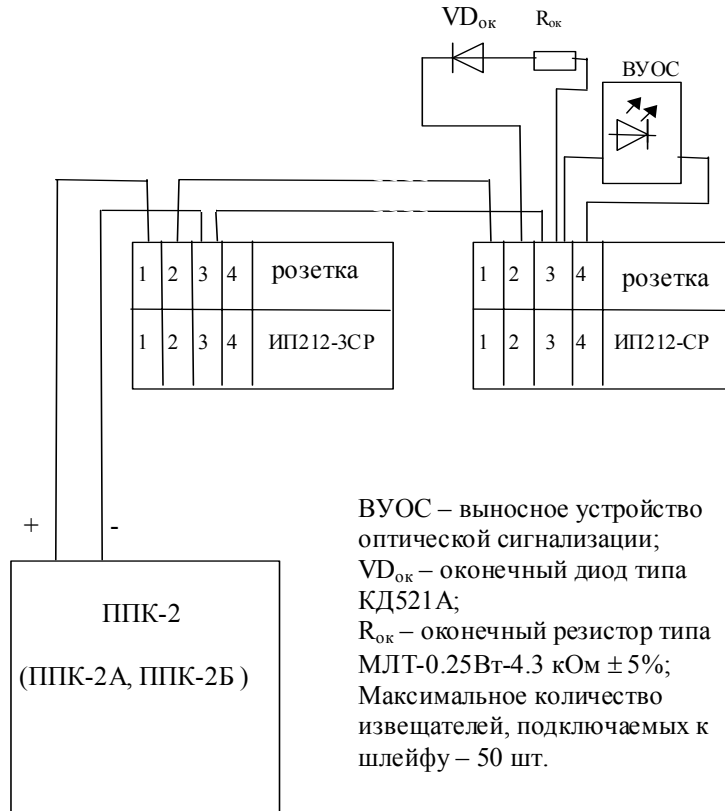 VDок
Rок
ВУОС
1 2 3 4 розетка
1 2 3 4 ИП212-3СР
1 2 3 4 розетка
1 2 3 4 ИП212-СР
+ -
ППК-2
(ППК-2А, ППК-2Б )
ВУОС – выносное устройство
оптической сигнализации;
VDок – оконечный диод типа
КД521А;
Rок – оконечный резистор типа
МЛТ-0.25Вт-4.3 кОм ± 5%;
Максимальное количество
извещателей, подключаемых к
шлейфу – 50 шт.